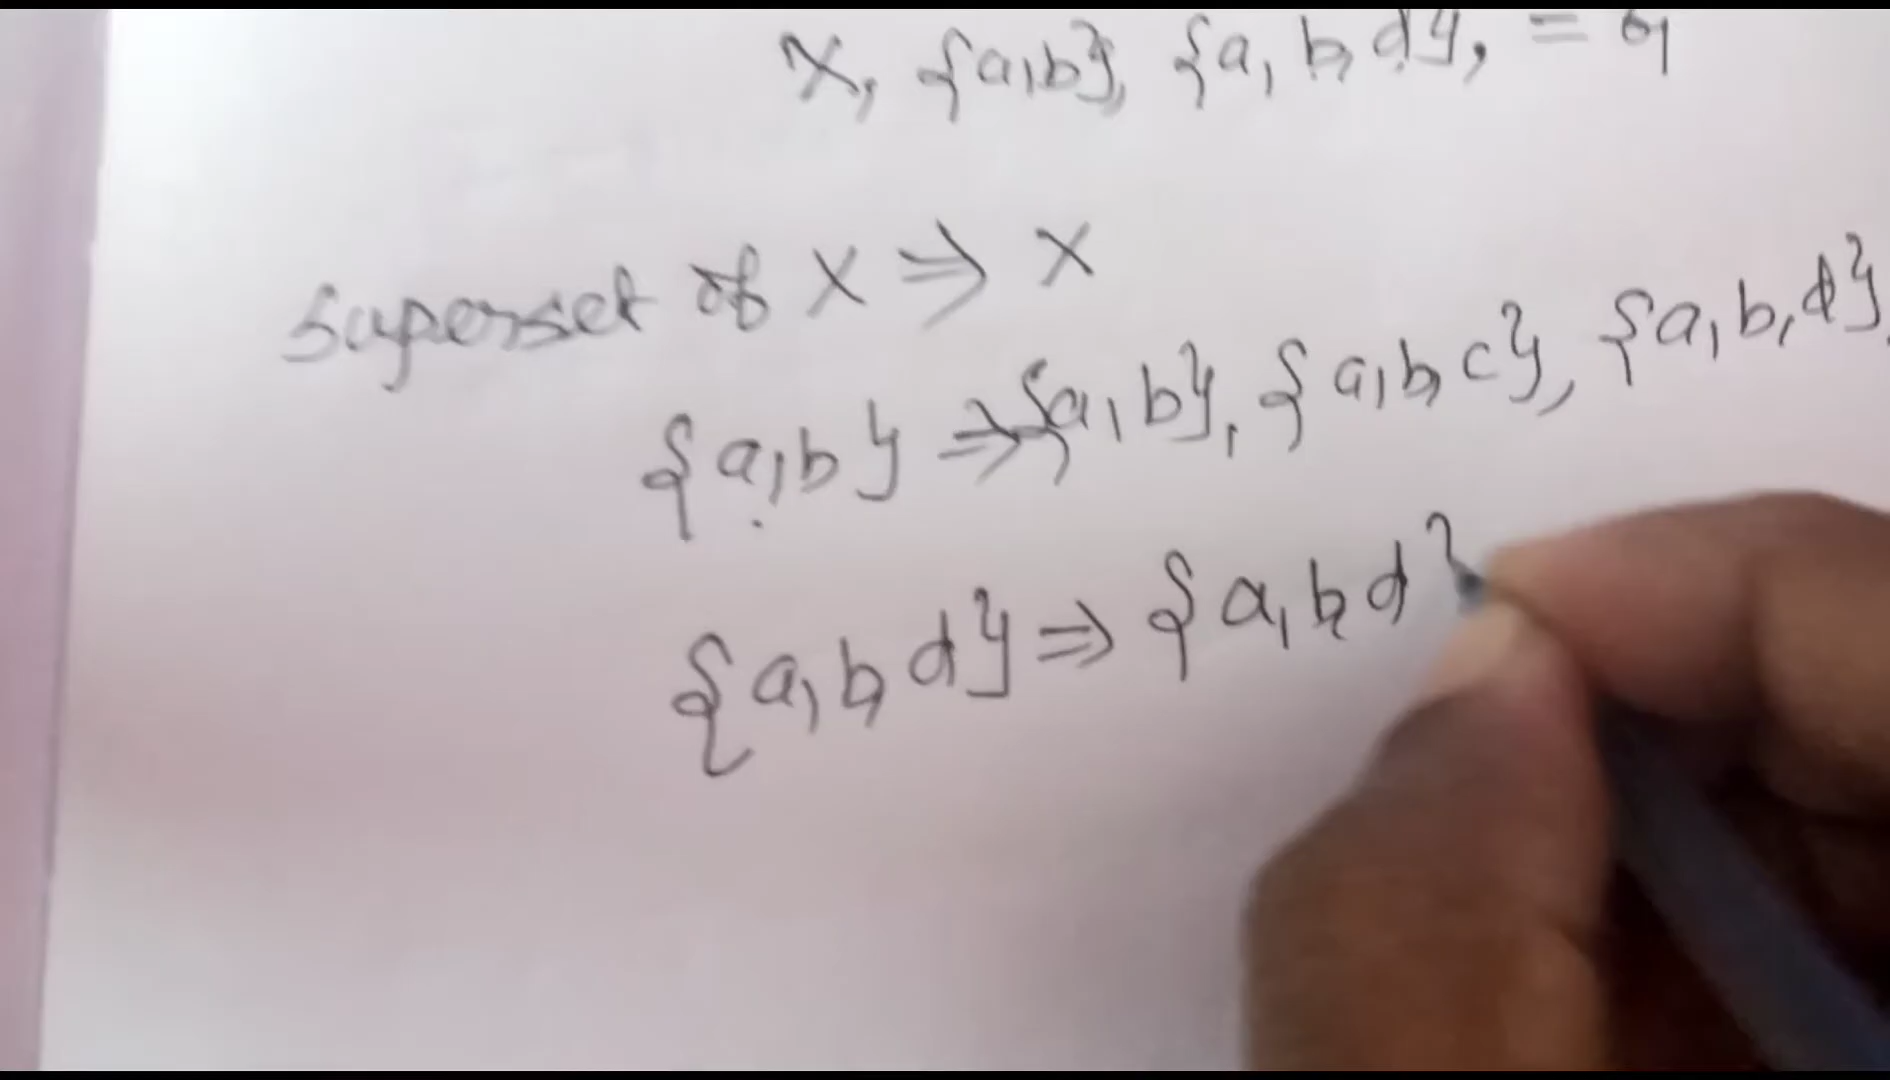 X, {a,b}, {a, b, d}, = G
Superset of X ⇒ X
{a,b} ⇒ {a,b}, {a,b,c}, {a,b,d},
{a,b,d} ⇒ {a,b,d}